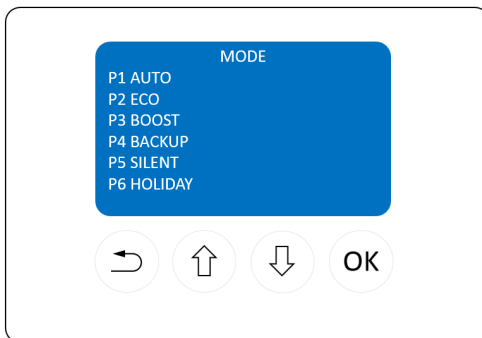 MODE
P1 AUTO
P2 ECO
P3 BOOST
P4 BACKUP
P5 SILENT
P6 HOLIDAY
OK